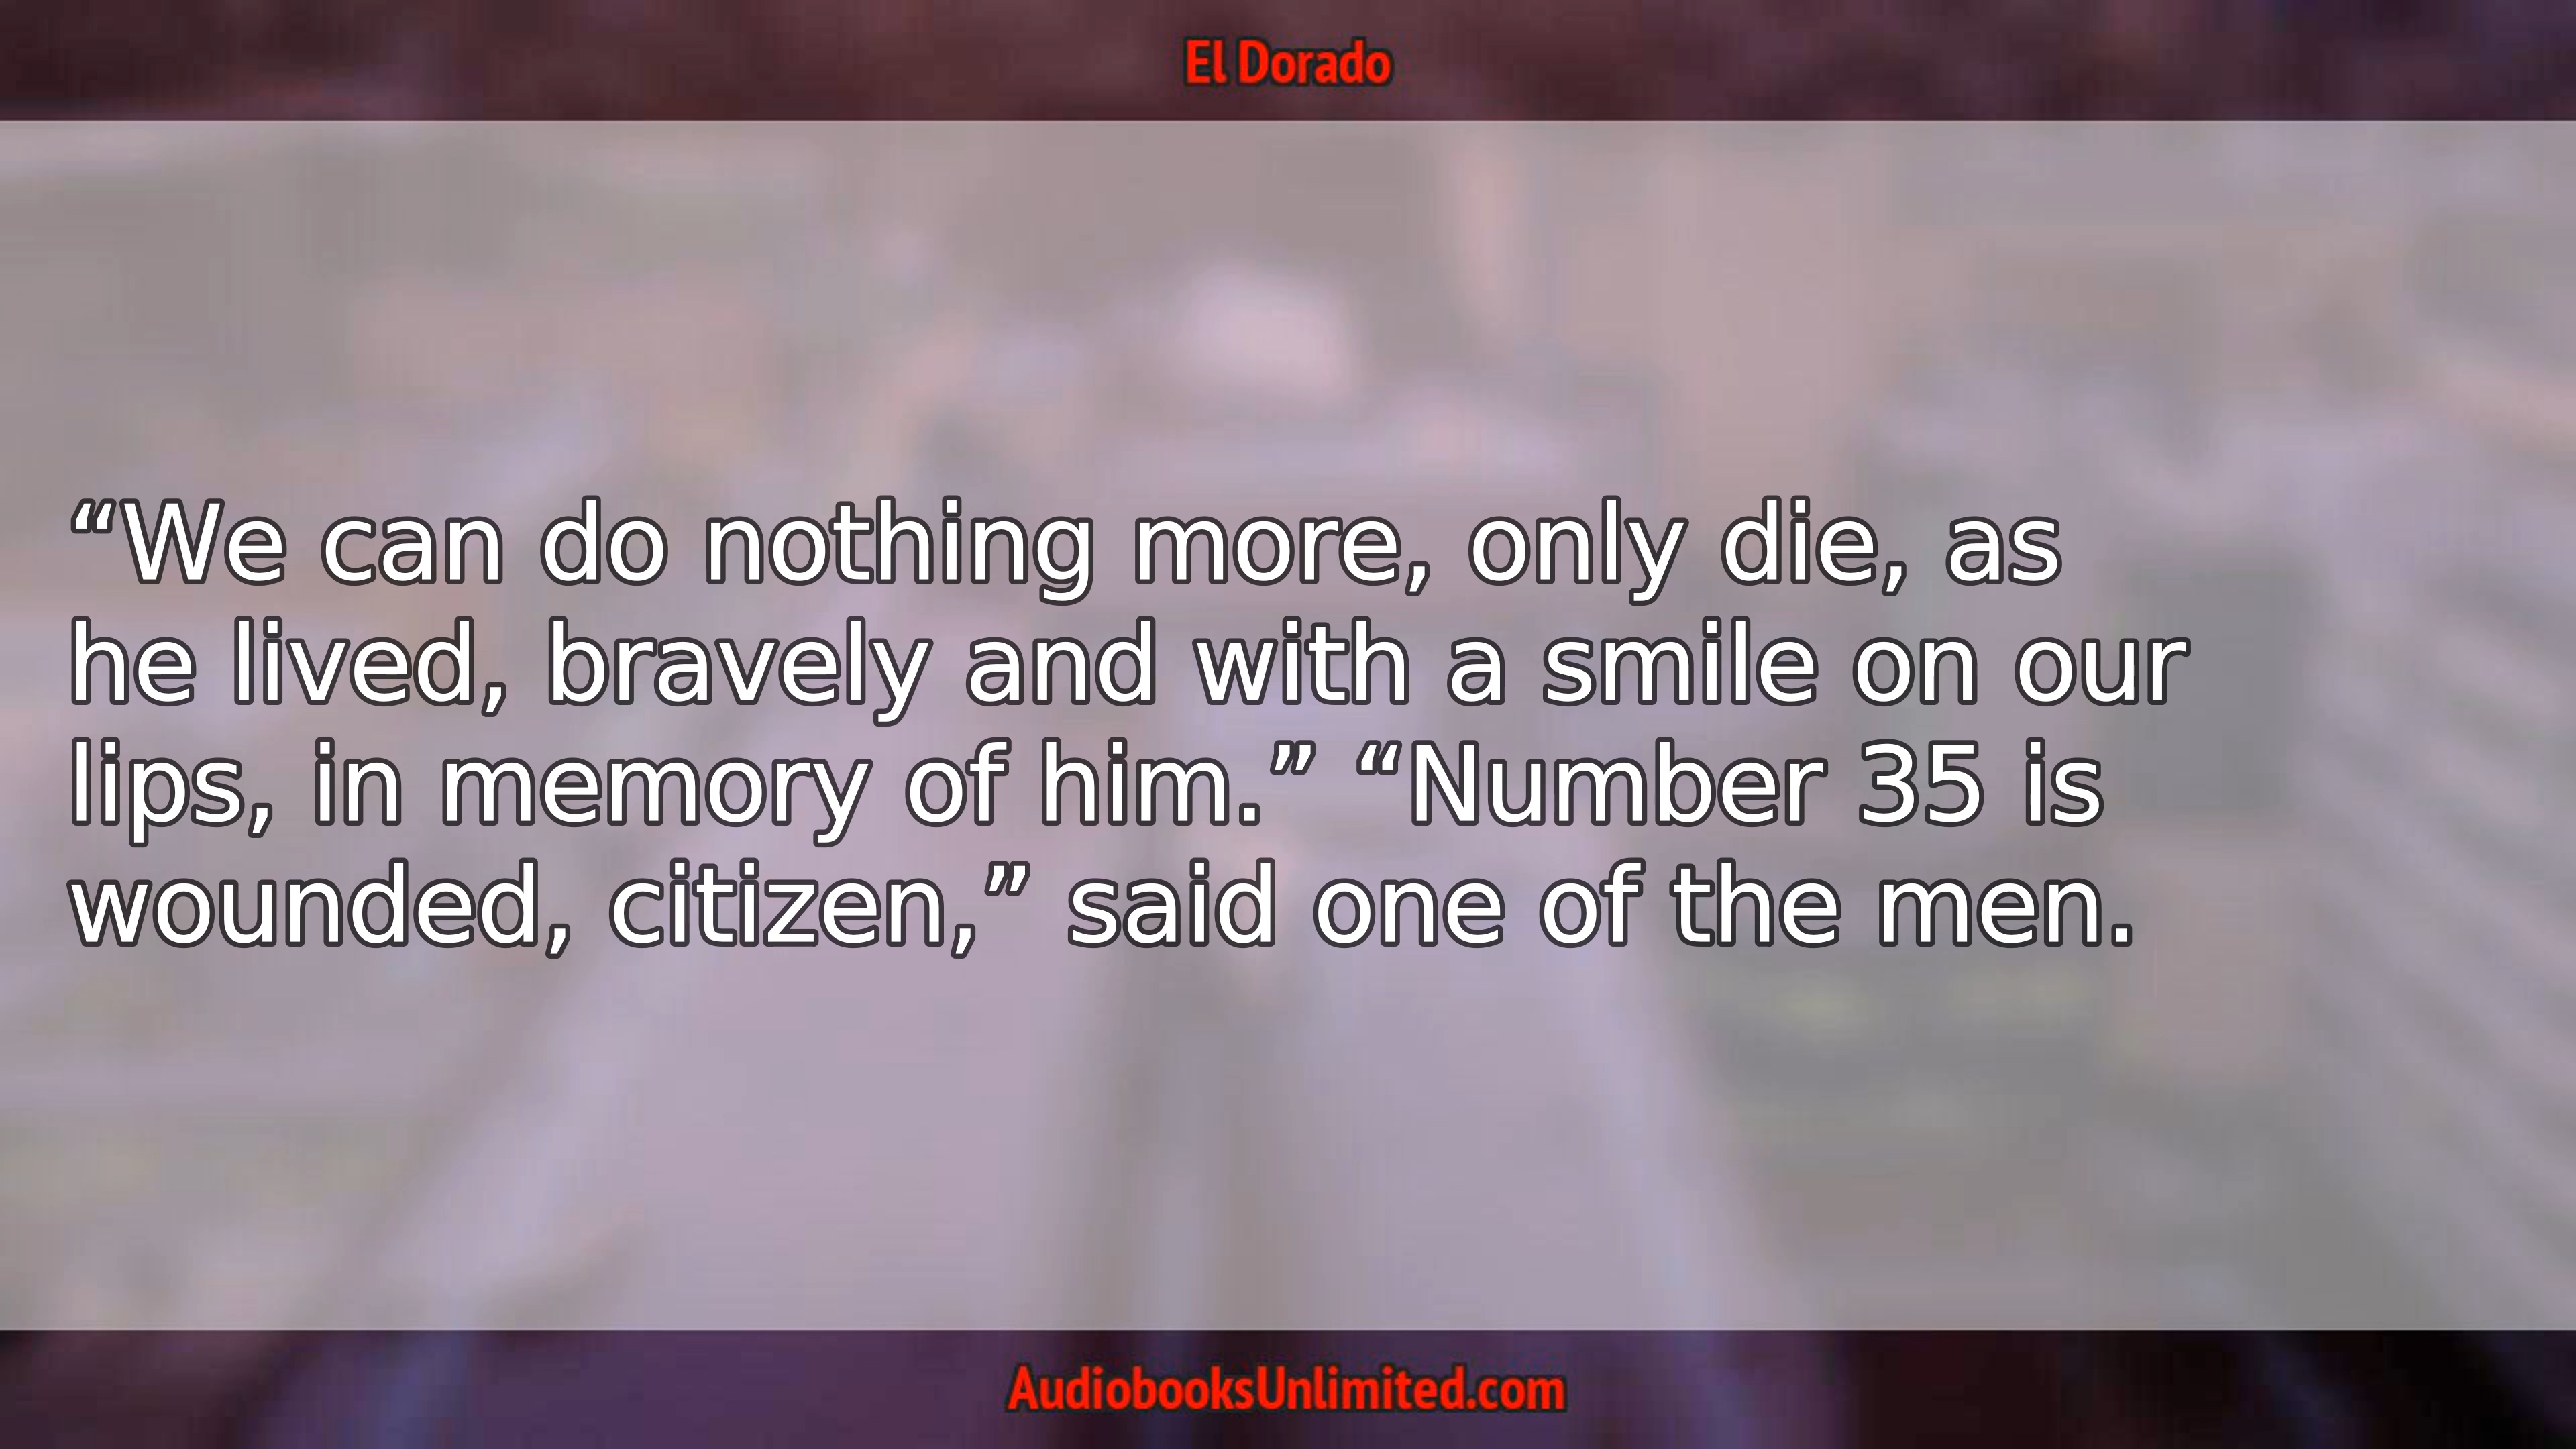 El Dorado
“We can do nothing more, only die, as
he lived, bravely and with a smile on our
lips, in memory of him.” “Number 35 is
wounded, citizen,” said one of the men.
AudiobooksUnlimited.com